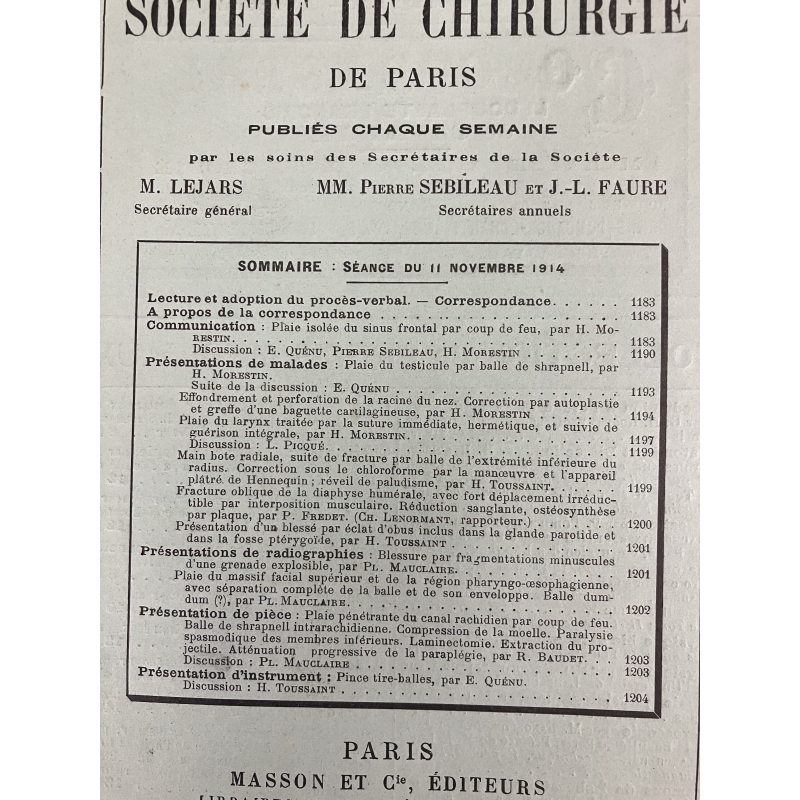 SOCIÉTÉ DE CHIRURGIE
DE PARIS
PUBLIÉS CHAQUE SEMAINE
par les soins des Secrétaires de la Société
M. LEJARS
MM. Pierre SEBILEAU et J.-L. FAURE
Secrétaire général
Secrétaires annuels
SOMMAIRE : SÉANCE DU 11 NOVEMBRE 1914
Lecture et adoption du procès-verbal. — Correspondance. . . . . . 1183
A propos de la correspondance . . . . . . . . . . . . . . . . . . 1183
Communication : Plaie isolée du sinus frontal par coup de feu, par H. Mo-
restin. . . . . . . . . . . . . . . . . . . . . . . . . . . . . . 1183
Discussion : E. Quénu, Pierre Sebileau, H. Morestin . . . . . . . . 1190
Présentations de malades : Plaie du testicule par balle de shrapnell, par
H. Morestin.
Suite de la discussion : E. Quénu . . . . . . . . . . . . . . . . 1193
Effondrement et perforation de la racine du nez. Correction par autoplastie
et greffe d'une baguette cartilagineuse, par H. Morestin . . . . . . . 1194
Plaie du larynx traitée par la suture immédiate, hermétique, et suivie de
guérison intégrale, par H. Morestin. . . . . . . . . . . . . . . . 1197
Discussion : L. Picqué. . . . . . . . . . . . . . . . . . . . . . 1199
Main bote radiale, suite de fracture par balle de l'extrémité inférieure du
radius. Correction sous le chloroforme par la manœuvre et l'appareil
plâtré de Hennequin ; réveil de paludisme, par H. Toussaint. . . . . . 1199
Fracture oblique de la diaphyse humérale, avec fort déplacement irréduc-
tible par interposition musculaire. Réduction sanglante, ostéosynthèse
par plaque, par P. Fredet. (Ch. Lenormant, rapporteur.) . . . . . . . 1200
Présentation d'un blessé par éclat d'obus inclus dans la glande parotide et
dans la fosse ptérygoïde, par H. Toussaint . . . . . . . . . . . . . 1201
Présentations de radiographies : Blessure par fragmentations minuscules
d'une grenade explosible, par Pl. Mauclaire. . . . . . . . . . . . . 1201
Plaie du massif facial supérieur et de la région pharyngo-œsophagienne,
avec séparation complète de la balle et de son enveloppe. Balle dum-
dum (?), par Pl. Mauclaire. . . . . . . . . . . . . . . . . . . . 1202
Présentation de pièce : Plaie pénétrante du canal rachidien par coup de feu.
Balle de shrapnell intrarachidienne. Compression de la moelle. Paralysie
spasmodique des membres inférieurs. Laminectomie. Extraction du pro-
jectile. Atténuation progressive de la paraplégie, par R. Baudet. . . 1203
Discussion : Pl. Mauclaire . . . . . . . . . . . . . . . . . . . . 1203
Présentation d'instrument : Pince tire-balles, par E. Quénu.
Discussion : H. Toussaint . . . . . . . . . . . . . . . . . . . . 1204
PARIS
MASSON ET Cie, ÉDITEURS